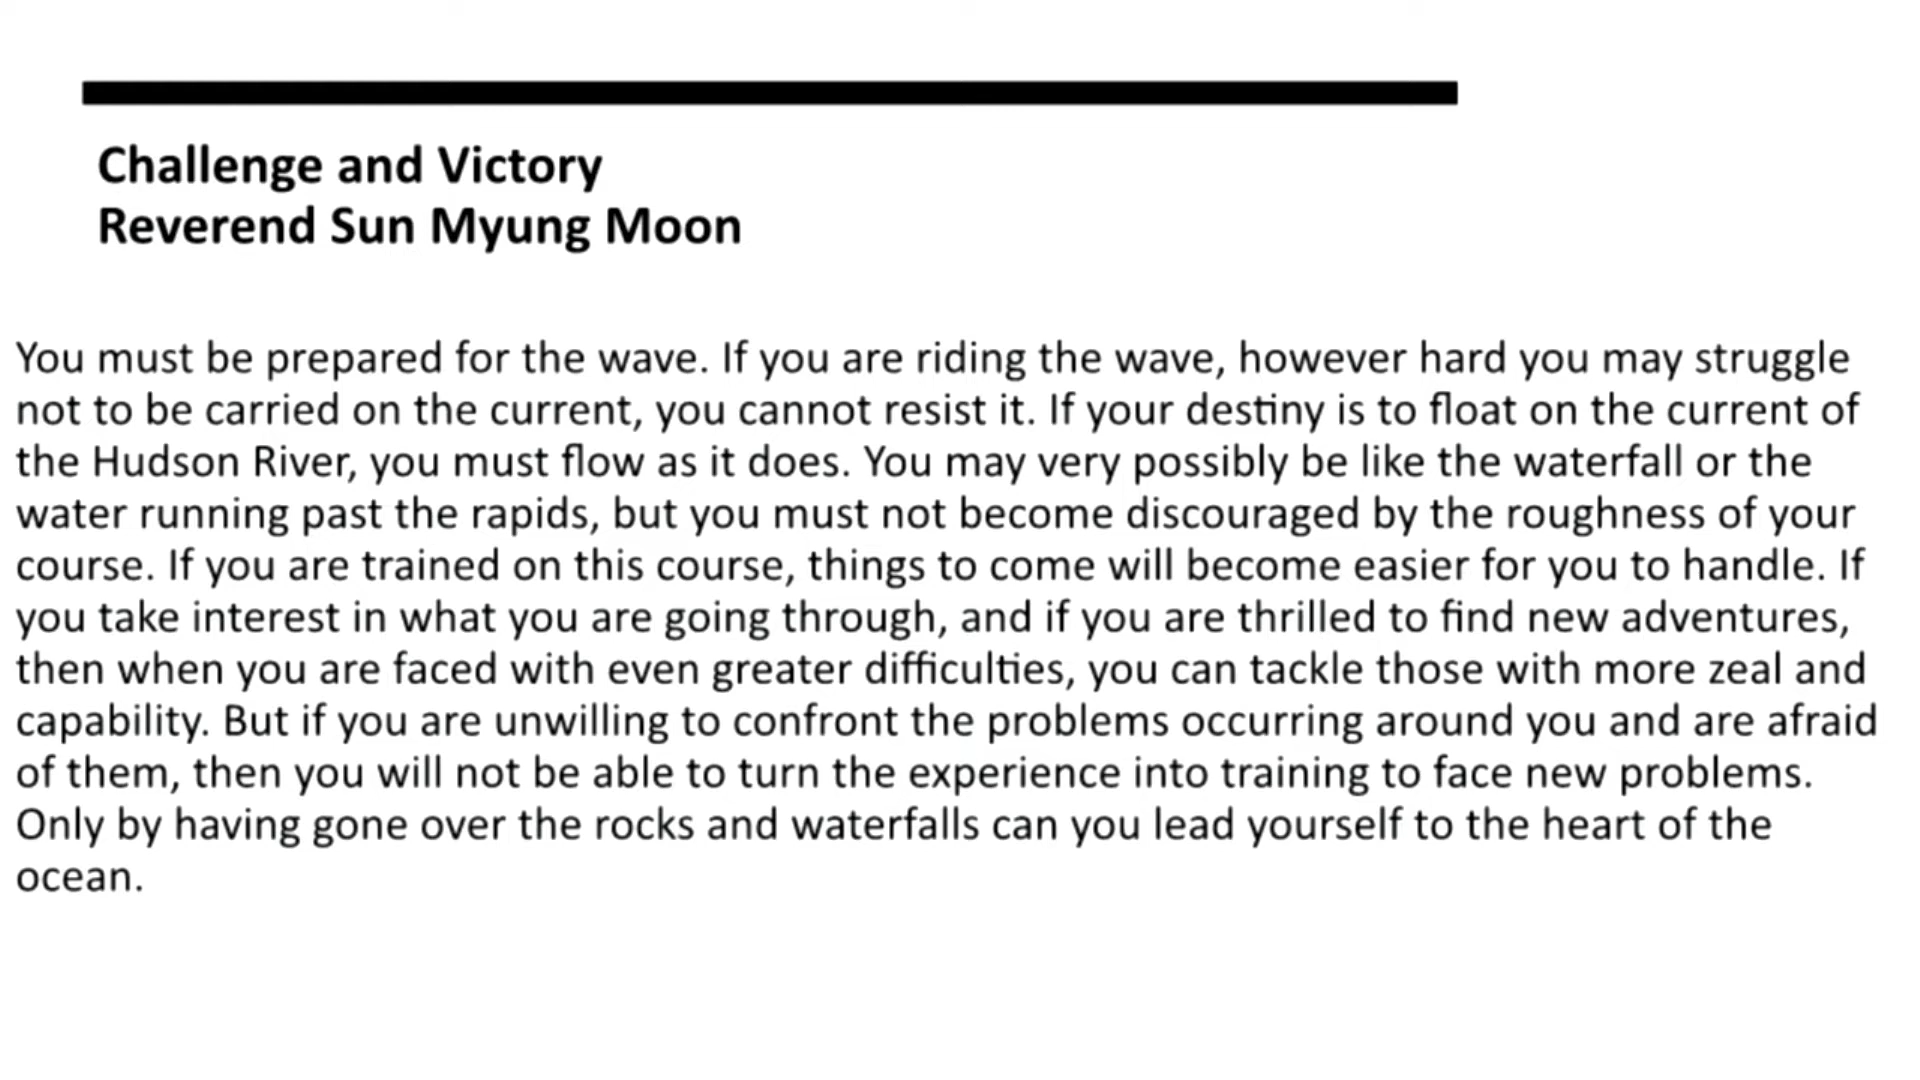 Challenge and Victory
Reverend Sun Myung Moon
You must be prepared for the wave. If you are riding the wave, however hard you may struggle
not to be carried on the current, you cannot resist it. If your destiny is to float on the current of
the Hudson River, you must flow as it does. You may very possibly be like the waterfall or the
water running past the rapids, but you must not become discouraged by the roughness of your
course. If you are trained on this course, things to come will become easier for you to handle. If
you take interest in what you are going through, and if you are thrilled to find new adventures,
then when you are faced with even greater difficulties, you can tackle those with more zeal and
capability. But if you are unwilling to confront the problems occurring around you and are afraid
of them, then you will not be able to turn the experience into training to face new problems.
Only by having gone over the rocks and waterfalls can you lead yourself to the heart of the
ocean.